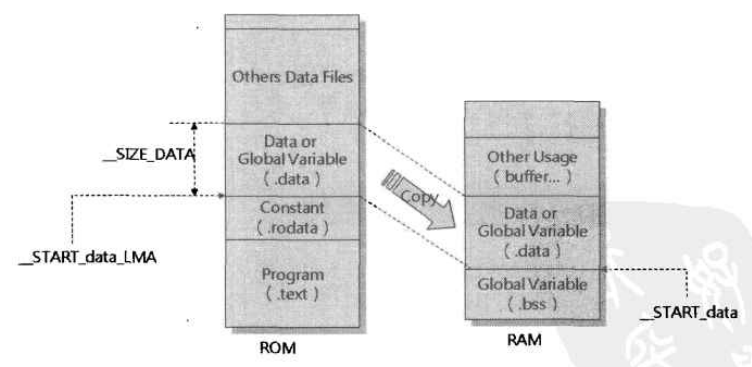 Others Data Files
__SIZE_DATA
Data or
Global Variable
( .data )
Constant
( .rodata )
__START_data_LMA
Program
( .text )
ROM
Copy
Other Usage
( buffer... )
Data or
Global Variable
( .data )
Global Variable
( .bss )
__START_data
RAM